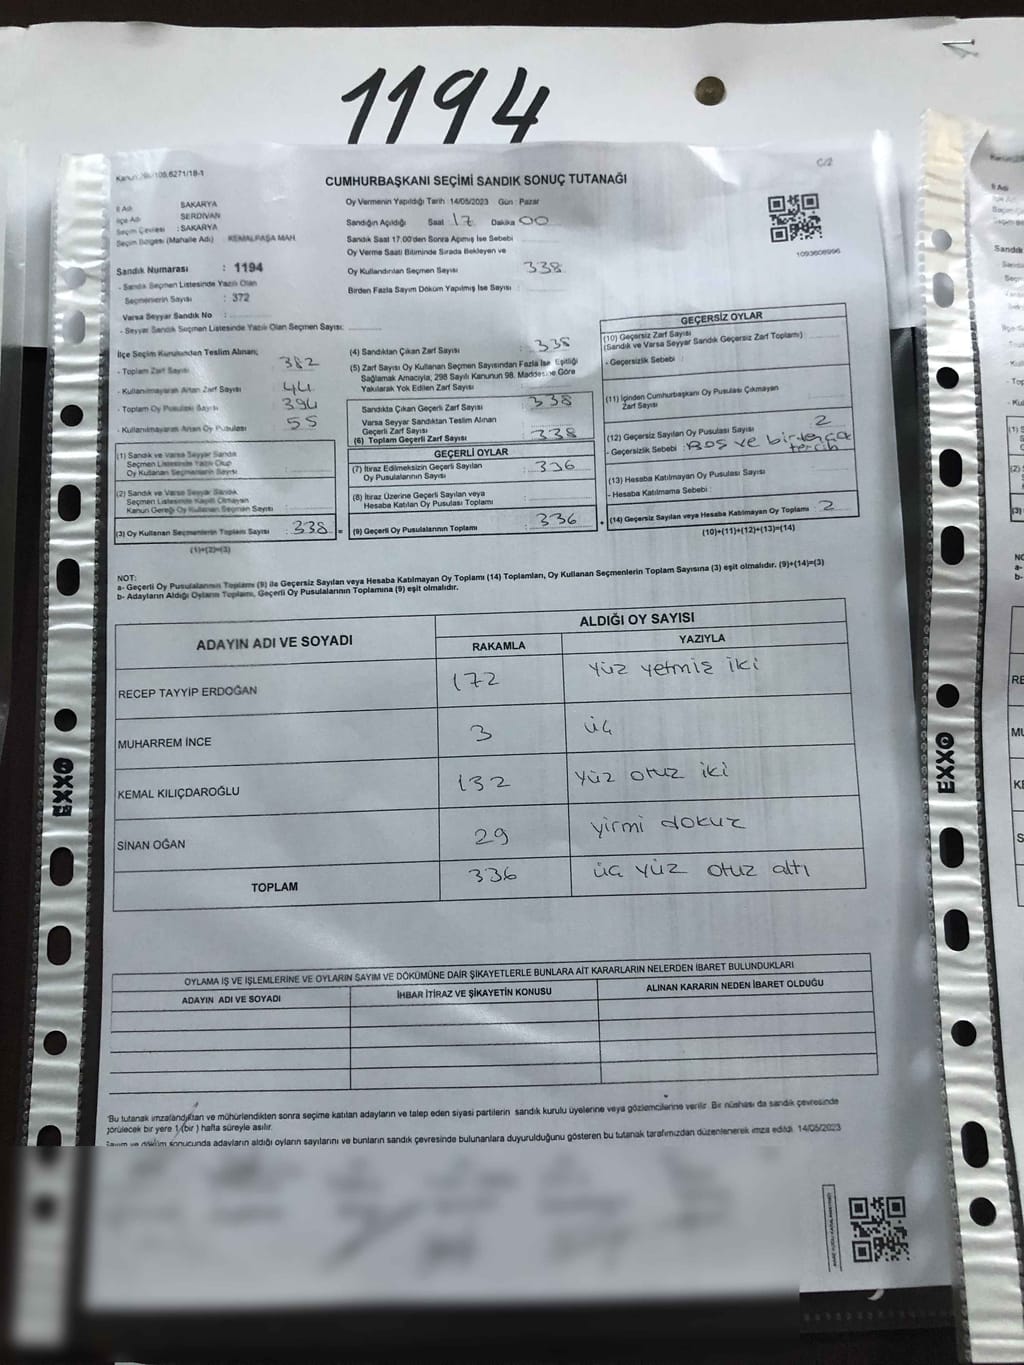 1194
C/2
CUMHURBAŞKANI SEÇİMİ SANDIK SONUÇ TUTANAĞI
İl Adı SAKARYA
İlçe Adı SERDİVAN
Seçim Çevresi : SAKARYA
Seçim Bölgesi (Mahalle Adı) KEMALPAŞA MAH.
Sandık Numarası : 1194
- Sandık Seçmen Listesinde Yazılı Olan
Seçmenlerin Sayısı : 372
Varsa Seyyar Sandık No :
- Seyyar Sandık Seçmen Listesinde Yazılı Olan Seçmen Sayısı:
Oy Vermenin Yapıldığı Tarih :14/05/2023 Gün : Pazar
Sandığın Açıldığı Saat 17 Dakika 00
Sandık Saat 17:00'den Sonra Açılmış İse Sebebi
Oy Verme Saati Bitiminde Sırada Bekleyen ve
Oy Kullandırılan Seçmen Sayısı 338
Birden Fazla Sayım Döküm Yapılmış İse Sayısı :
1093608996
İlçe Seçim Kurulundan Teslim Alınan;
- Toplam Zarf Sayısı 382
- Kullanılmayarak Artan Zarf Sayısı 44
- Toplam Oy Pusulası Sayısı 394
- Kullanılmayarak Artan Oy Pusulası 55
(1) Sandık ve Varsa Seyyar Sandık
Seçmen Listesinde Yazılı Olup
Oy Kullanan Seçmenlerin Sayısı
(2) Sandık ve Varsa Seyyar Sandık
Seçmen Listesinde Kayıtlı Olmayan
Kanun Gereği Oy Kullanan Seçmen Sayısı
(3) Oy Kullanan Seçmenlerin Toplam Sayısı : 338 =
(1)+(2)=(3)
(4) Sandıktan Çıkan Zarf Sayısı : 338
(5) Zarf Sayısı Oy Kullanan Seçmen Sayısından Fazla İse Eşitliği
Sağlamak Amacıyla, 298 Sayılı Kanunun 98. Maddesine Göre
Yakılarak Yok Edilen Zarf Sayısı
Sandıkta Çıkan Geçerli Zarf Sayısı 338
Varsa Seyyar Sandıktan Teslim Alınan
Geçerli Zarf Sayısı
(6) Toplam Geçerli Zarf Sayısı 338
GEÇERLİ OYLAR
(7) İtiraz Edilmeksizin Geçerli Sayılan
Oy Pusulalarının Sayısı 336
(8) İtiraz Üzerine Geçerli Sayılan veya
Hesaba Katılan Oy Pusulası Toplamı
(9) Geçerli Oy Pusulalarının Toplamı 336 +
GEÇERSİZ OYLAR
(10) Geçersiz Zarf Sayısı
(Sandık ve Varsa Seyyar Sandık Geçersiz Zarf Toplamı)
- Geçersizlik Sebebi :
(11) İçinden Cumhurbaşkanı Oy Pusulası Çıkmayan
Zarf Sayısı
(12) Geçersiz Sayılan Oy Pusulası Sayısı 2
- Geçersizlik Sebebi : Boş ve
tercih
(13) Hesaba Katılmayan Oy Pusulası Sayısı
- Hesaba Katılmama Sebebi :
(14) Geçersiz Sayılan veya Hesaba Katılmayan Oy Toplamı : 2
(10)+(11)+(12)+(13)=(14)
NOT:
a- Geçerli Oy Pusulalarının Toplamı (9) ile Geçersiz Sayılan veya Hesaba Katılmayan Oy Toplamı (14) Toplamları, Oy Kullanan Seçmenlerin Toplam Sayısına (3) eşit olmalıdır. (9)+(14)=(3)
b- Adayların Aldığı Oyların Toplamı, Geçerli Oy Pusulalarının Toplamına (9) eşit olmalıdır.
ADAYIN ADI VE SOYADI ALDIĞI OY SAYISI
RAKAMLA YAZIYLA
RECEP TAYYİP ERDOĞAN 172 yüz yetmiş iki
MUHARREM İNCE 3 üç
KEMAL KILIÇDAROĞLU 132 yüz otuz iki
SİNAN OĞAN 29 yirmi dokuz
TOPLAM 336 üç yüz otuz altı
OYLAMA İŞ VE İŞLEMLERİNE VE OYLARIN SAYIM VE DÖKÜMÜNE DAİR ŞİKAYETLERLE BUNLARA AİT KARARLARIN NELERDEN İBARET BULUNDUKLARI
ADAYIN ADI VE SOYADI İHBAR İTİRAZ VE ŞİKAYETİN KONUSU ALINAN KARARIN NEDEN İBARET OLDUĞU
Bu tutanak imzalandıktan ve mühürlendikten sonra seçime katılan adayların ve talep eden siyasi partilerin sandık kurulu üyelerine veya gözlemcilerine verilir. Bir nüshası da sandık çevresinde
görülecek bir yere 1 (bir) hafta süreyle asılır.
Sayım ve döküm sonucunda adayların aldığı oyların sayılarını ve bunların sandık çevresinde bulunanlara duyurulduğunu gösteren bu tutanak tarafımızdan düzenlenerek imza edildi. 14/05/2023
EXXO
EXXO